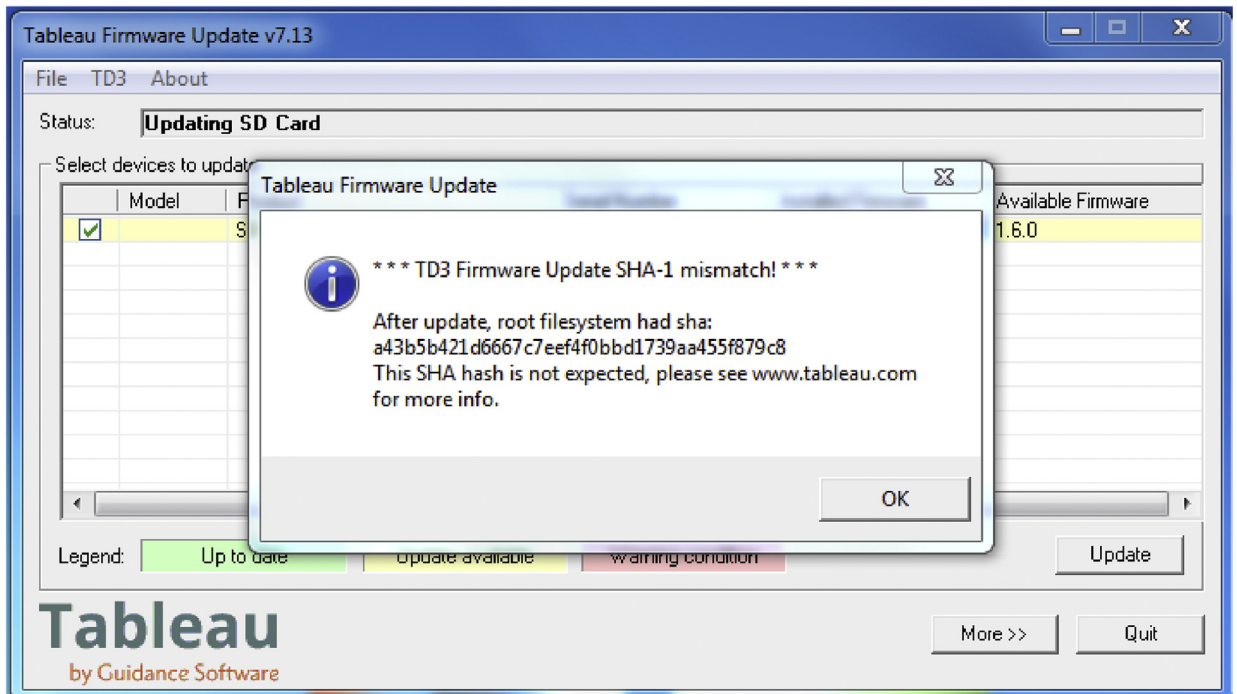 Tableau Firmware Update v7.13
File TD3 About
Status: Updating SD Card
Select devices to update
Tableau Firmware Update
Model
Available Firmware
1.6.0
* * * TD3 Firmware Update SHA-1 mismatch! * * *
After update, root filesystem had sha:
a43b5b421d6667c7eef4f0bbd1739aa455f879c8
This SHA hash is not expected, please see www.tableau.com
for more info.
OK
Legend: Up to date Update available Warning condition Update
Tableau
by Guidance Software
More >> Quit